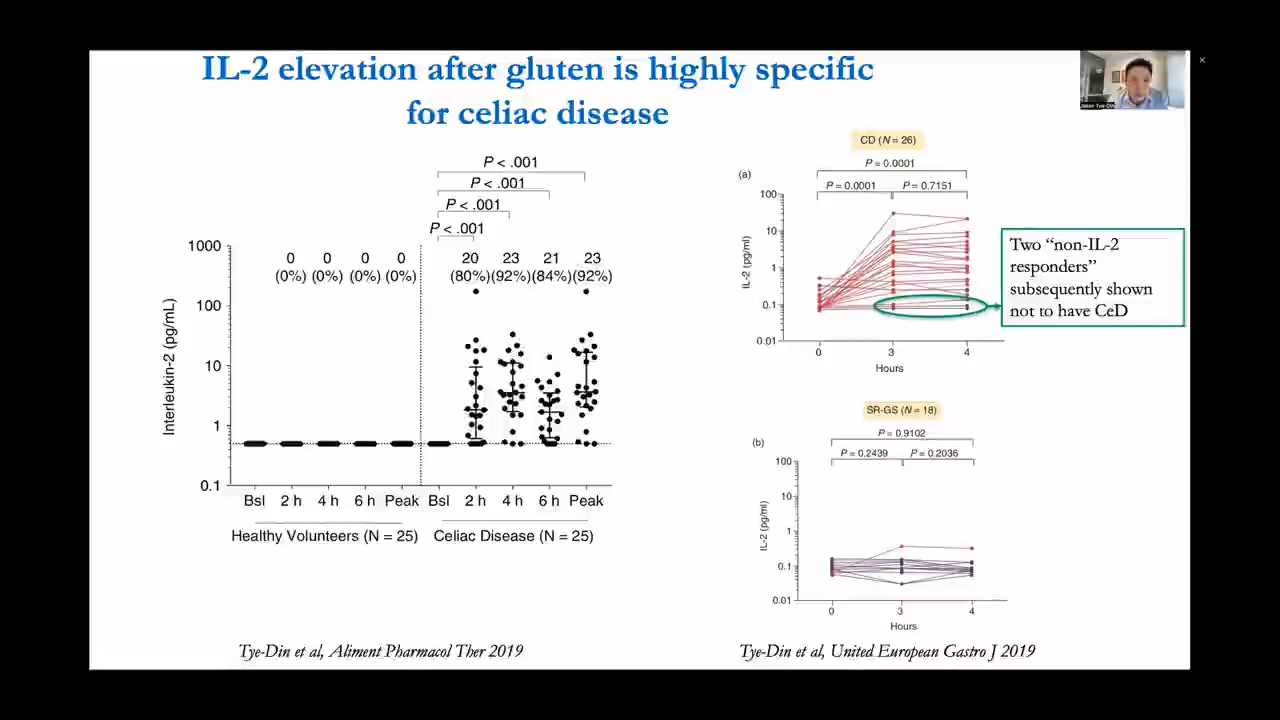 IL-2 elevation after gluten is highly specific
for celiac disease
P < .001
P < .001
P < .001
P < .001
1000
100
10
1
0.1
Interleukin-2 (pg/mL)
0 0 0 0 20 23 21 23
(0%) (0%) (0%) (0%) (80%) (92%) (84%) (92%)
Bsl 2 h 4 h 6 h Peak Bsl 2 h 4 h 6 h Peak
Healthy Volunteers (N = 25) Celiac Disease (N = 25)
Tye-Din et al, Aliment Pharmacol Ther 2019
CD (N = 26)
P = 0.0001
(a)
P = 0.0001 P = 0.7151
100
10
1
0.1
0.01
IL-2 (pg/ml)
0 3 4
Hours
Two “non-IL-2
responders”
subsequently shown
not to have CeD
SR-GS (N = 18)
P = 0.9102
(b)
P = 0.2439 P = 0.2036
100
10
1
0.1
0.01
IL-2 (pg/ml)
0 3 4
Hours
Tye-Din et al, United European Gastro J 2019
Jason Tye-Din